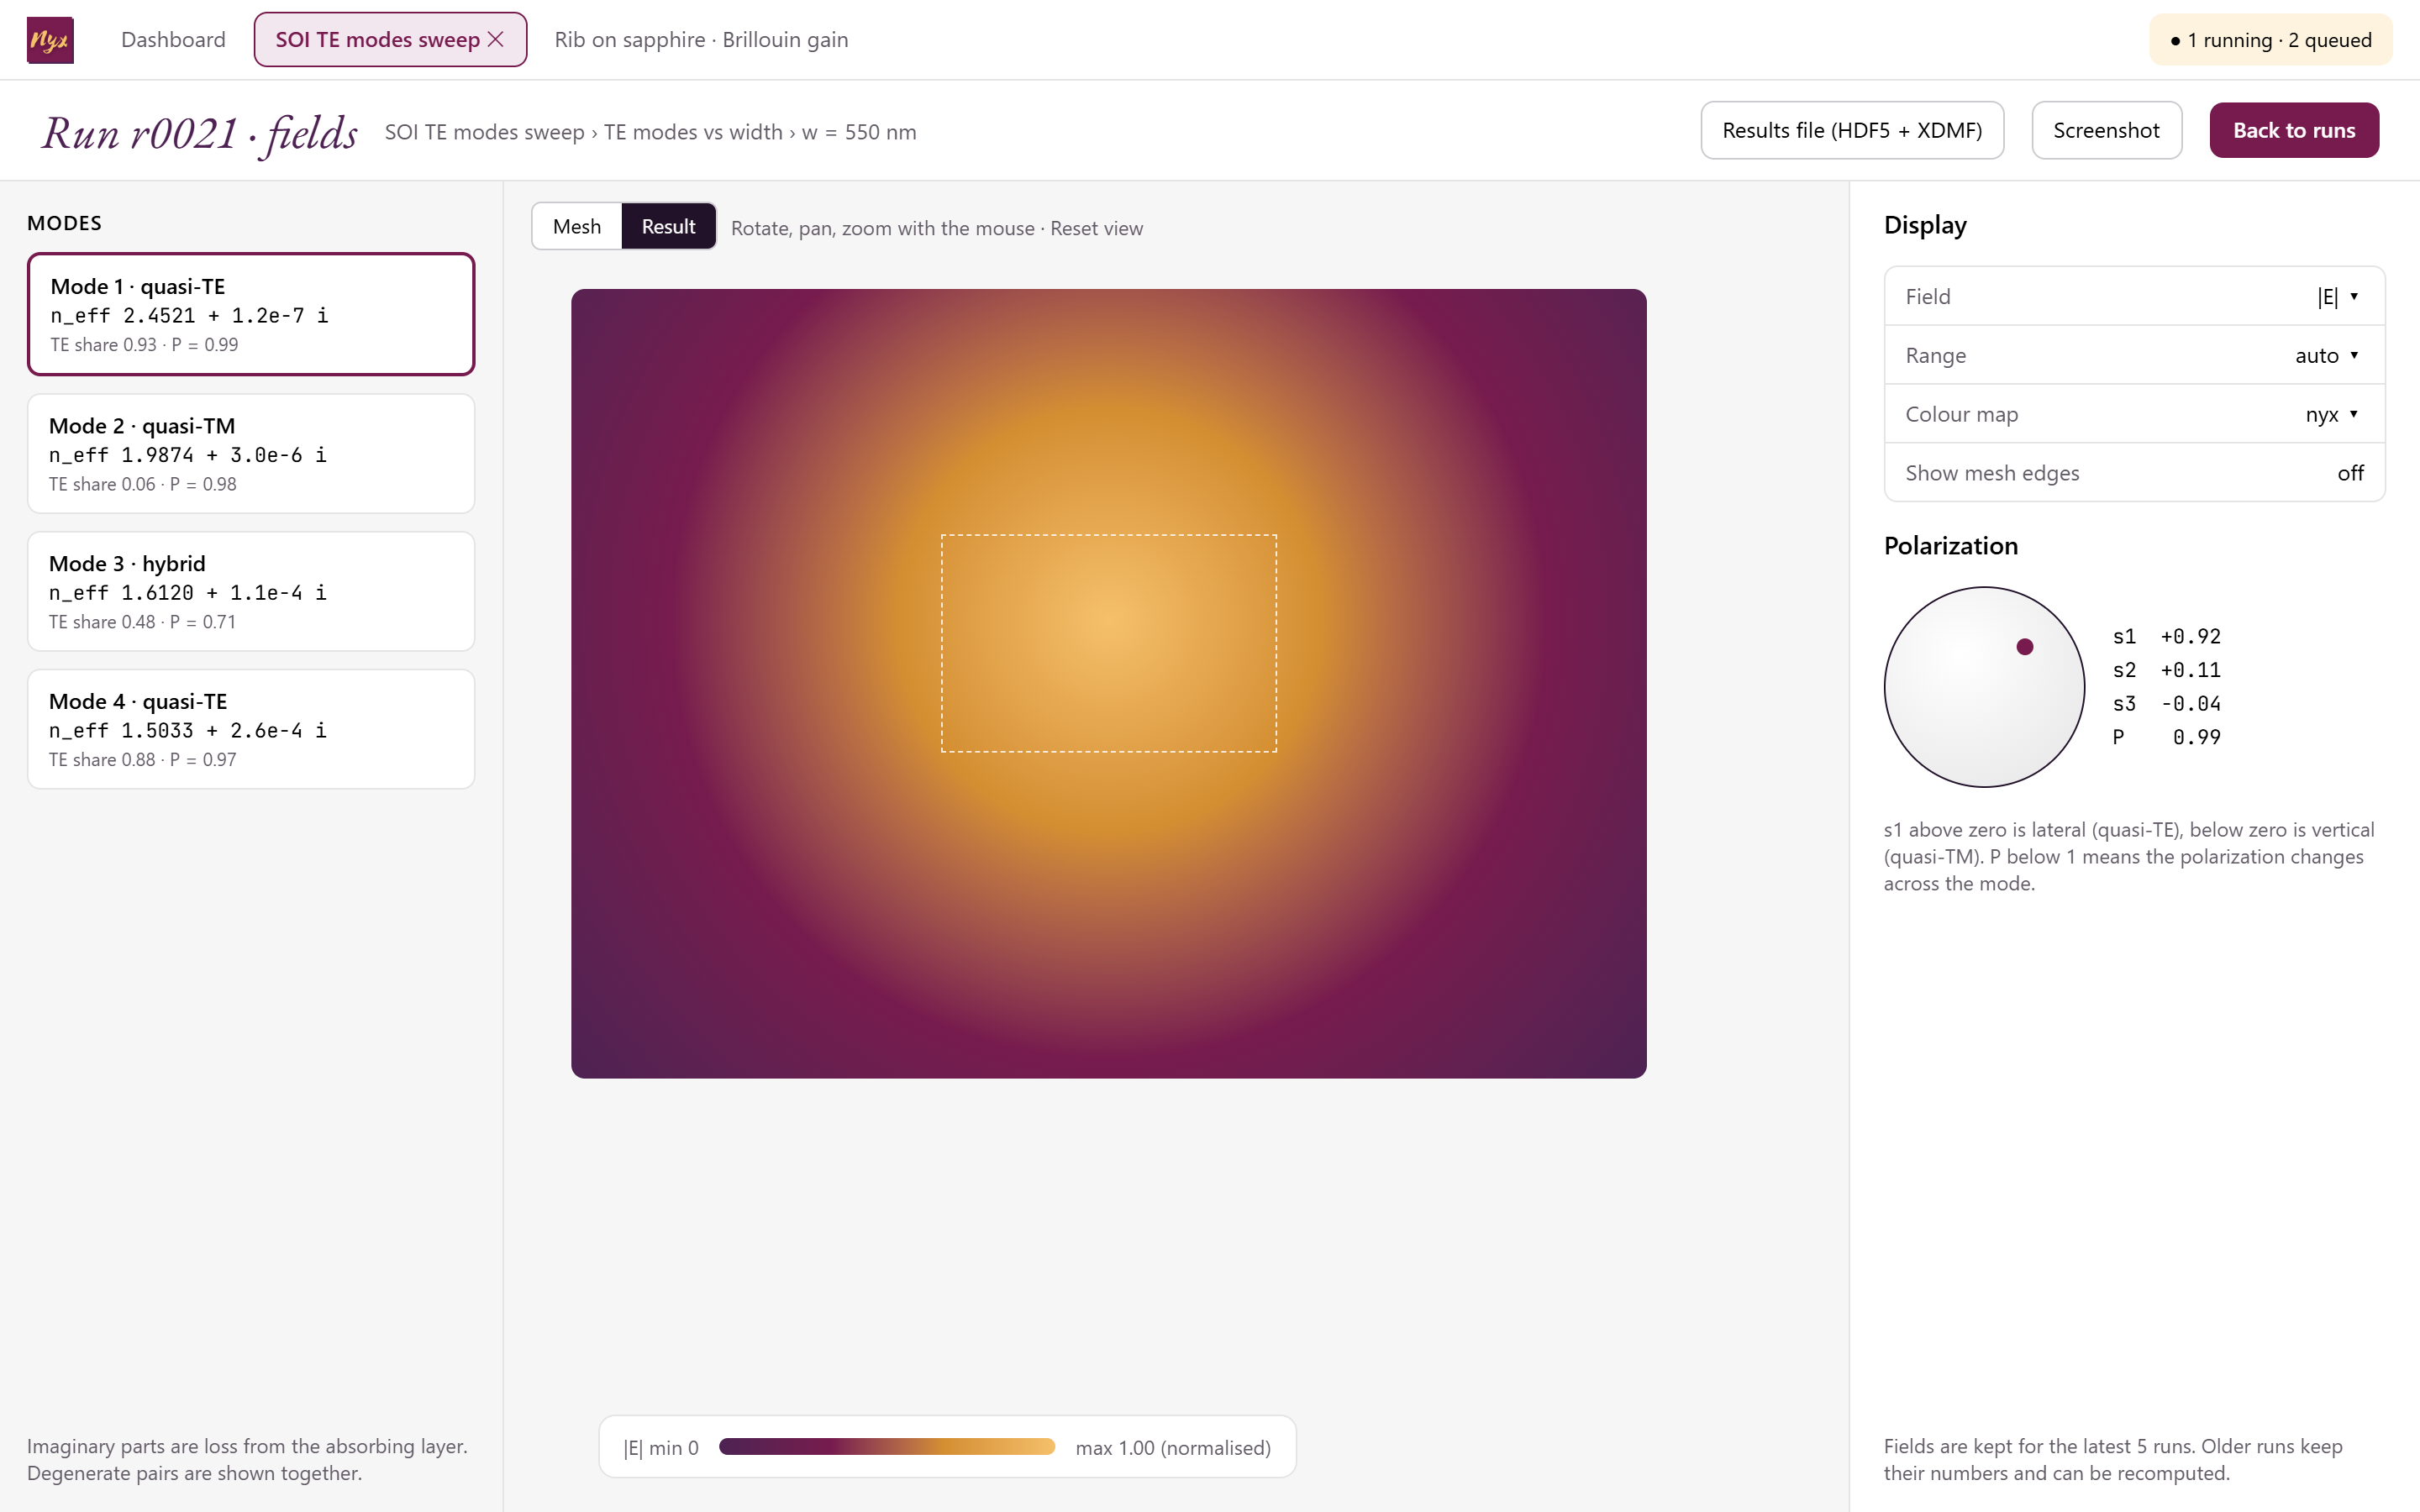 Nyx
Dashboard
SOI TE modes sweep
Rib on sapphire · Brillouin gain
● 1 running · 2 queued
Run r0021 · fields
SOI TE modes sweep › TE modes vs width › w = 550 nm
Results file (HDF5 + XDMF)
Screenshot
Back to runs
MODES
Mode 1 · quasi-TE
n_eff 2.4521 + 1.2e-7 i
TE share 0.93 · P = 0.99
Mode 2 · quasi-TM
n_eff 1.9874 + 3.0e-6 i
TE share 0.06 · P = 0.98
Mode 3 · hybrid
n_eff 1.6120 + 1.1e-4 i
TE share 0.48 · P = 0.71
Mode 4 · quasi-TE
n_eff 1.5033 + 2.6e-4 i
TE share 0.88 · P = 0.97
Imaginary parts are loss from the absorbing layer.
Degenerate pairs are shown together.
Mesh
Result
Rotate, pan, zoom with the mouse · Reset view
|E| min 0
max 1.00 (normalised)
Display
Field |E|
Range auto
Colour map nyx
Show mesh edges off
Polarization
s1 +0.92
s2 +0.11
s3 -0.04
P 0.99
s1 above zero is lateral (quasi-TE), below zero is vertical
(quasi-TM). P below 1 means the polarization changes
across the mode.
Fields are kept for the latest 5 runs. Older runs keep
their numbers and can be recomputed.